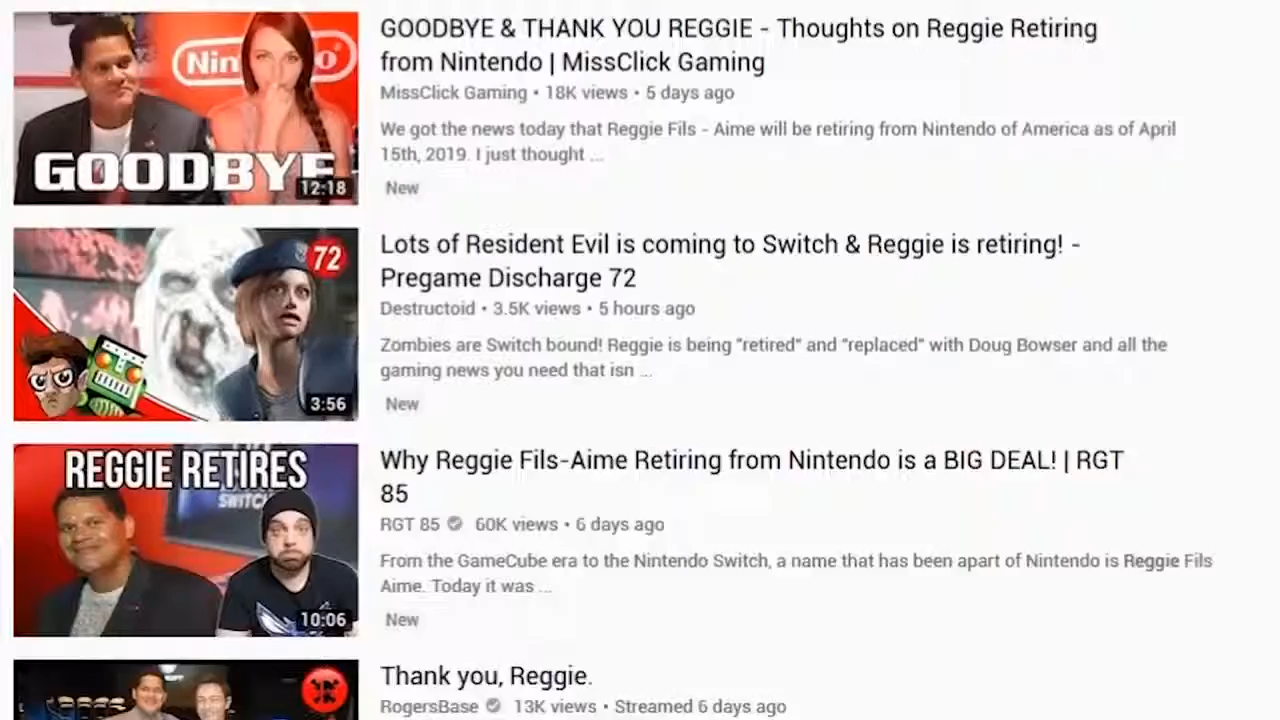 Nin
o®
GOODBYE
12:18
GOODBYE & THANK YOU REGGIE - Thoughts on Reggie Retiring
from Nintendo | MissClick Gaming
MissClick Gaming • 18K views • 5 days ago
We got the news today that Reggie Fils - Aime will be retiring from Nintendo of America as of April
15th, 2019. I just thought ...
New
72
3:56
Lots of Resident Evil is coming to Switch & Reggie is retiring! -
Pregame Discharge 72
Destructoid • 3.5K views • 5 hours ago
Zombies are Switch bound! Reggie is being "retired" and "replaced" with Doug Bowser and all the
gaming news you need that isn ...
New
REGGIE RETIRES
SWITCH
10:06
Why Reggie Fils-Aime Retiring from Nintendo is a BIG DEAL! | RGT
85
RGT 85 60K views • 6 days ago
From the GameCube era to the Nintendo Switch, a name that has been apart of Nintendo is Reggie Fils
Aime. Today it was ...
New
Thank you, Reggie.
RogersBase 13K views • Streamed 6 days ago